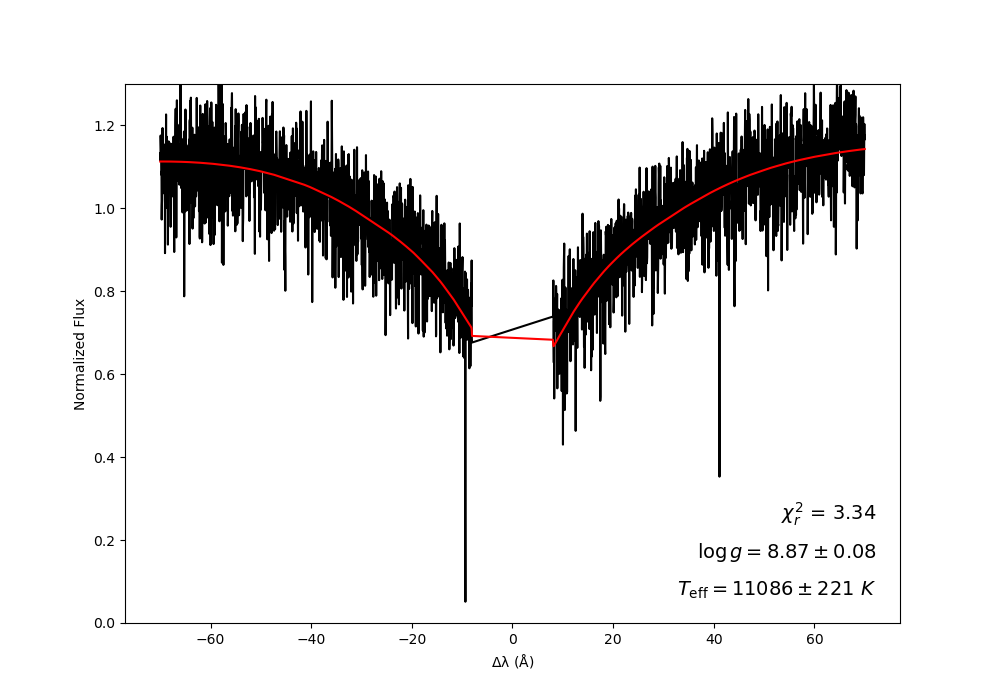 1.2
1.0
0.8
0.6
0.4
0.2
0.0
Normalized Flux
χ²ᵣ = 3.34
log g = 8.87 ± 0.08
T_eff = 11086 ± 221 K
−60 −40 −20 0 20 40 60
Δλ (Å)